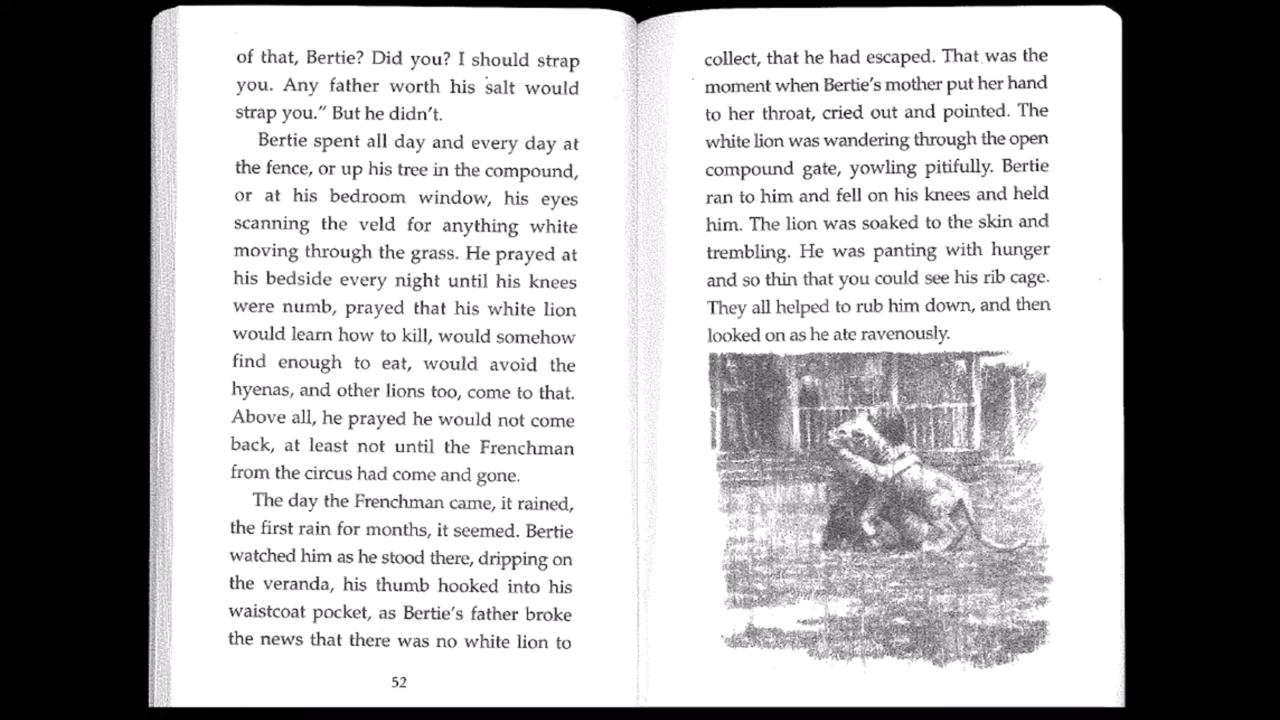 of that, Bertie? Did you? I should strap
you. Any father worth his salt would
strap you.” But he didn’t.
Bertie spent all day and every day at
the fence, or up his tree in the compound,
or at his bedroom window, his eyes
scanning the veld for anything white
moving through the grass. He prayed at
his bedside every night until his knees
were numb, prayed that his white lion
would learn how to kill, would somehow
find enough to eat, would avoid the
hyenas, and other lions too, come to that.
Above all, he prayed he would not come
back, at least not until the Frenchman
from the circus had come and gone.
The day the Frenchman came, it rained,
the first rain for months, it seemed. Bertie
watched him as he stood there, dripping on
the veranda, his thumb hooked into his
waistcoat pocket, as Bertie’s father broke
the news that there was no white lion to
52
collect, that he had escaped. That was the
moment when Bertie’s mother put her hand
to her throat, cried out and pointed. The
white lion was wandering through the open
compound gate, yowling pitifully. Bertie
ran to him and fell on his knees and held
him. The lion was soaked to the skin and
trembling. He was panting with hunger
and so thin that you could see his rib cage.
They all helped to rub him down, and then
looked on as he ate ravenously.